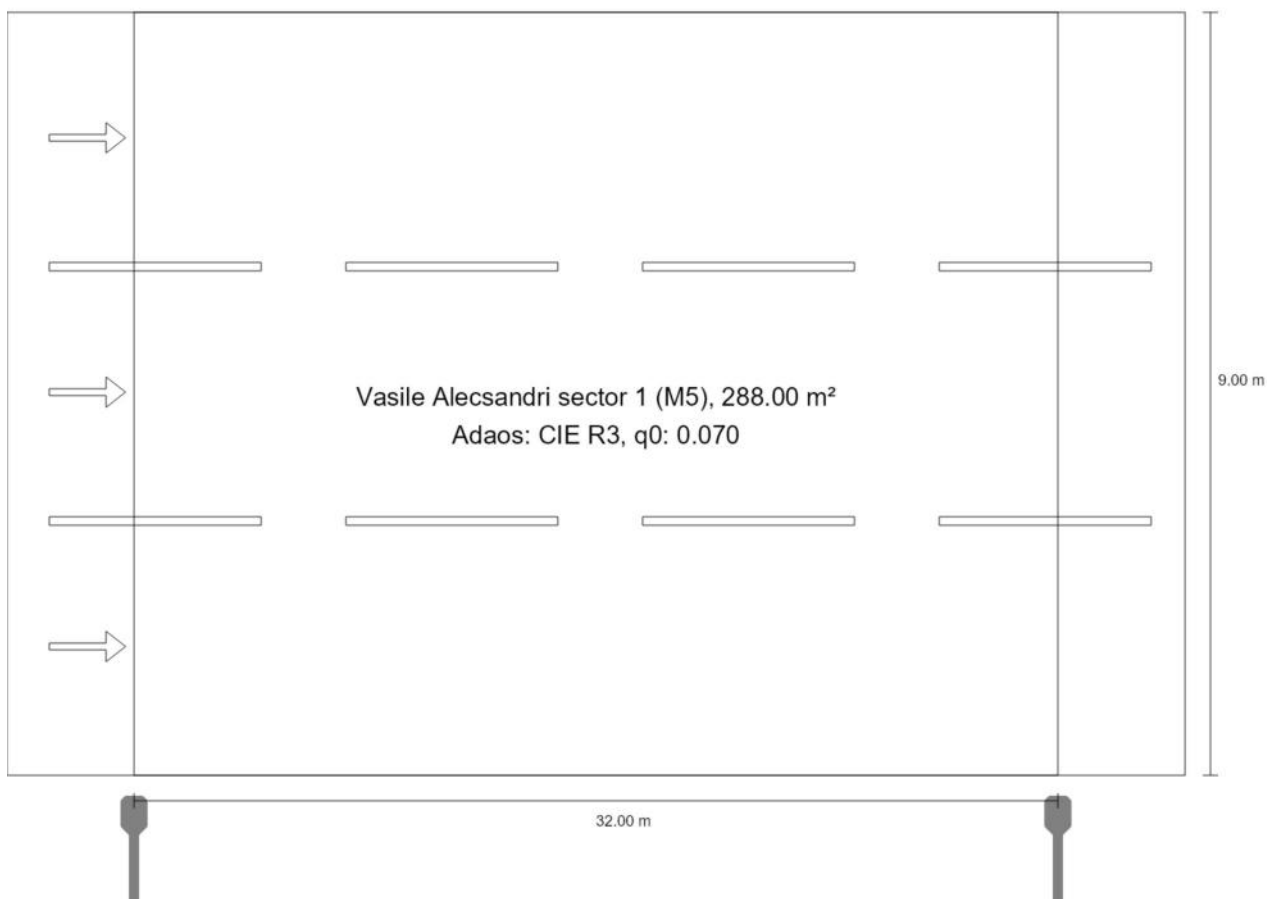 Vasile Alecsandri sector 1 (M5), 288.00 m²
Adaos: CIE R3, q0: 0.070
9.00 m
32.00 m